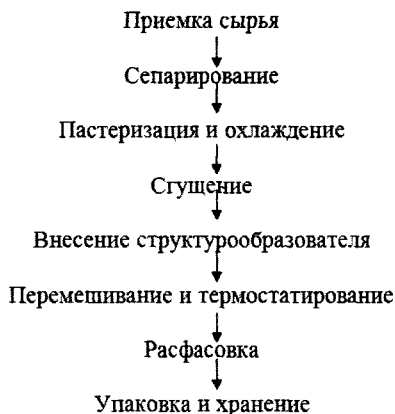 Приемка сырья
Сепарирование
Пастеризация и охлаждение
Сгущение
Внесение структурообразователя
Перемешивание и термостатирование
Расфасовка
Упаковка и хранение